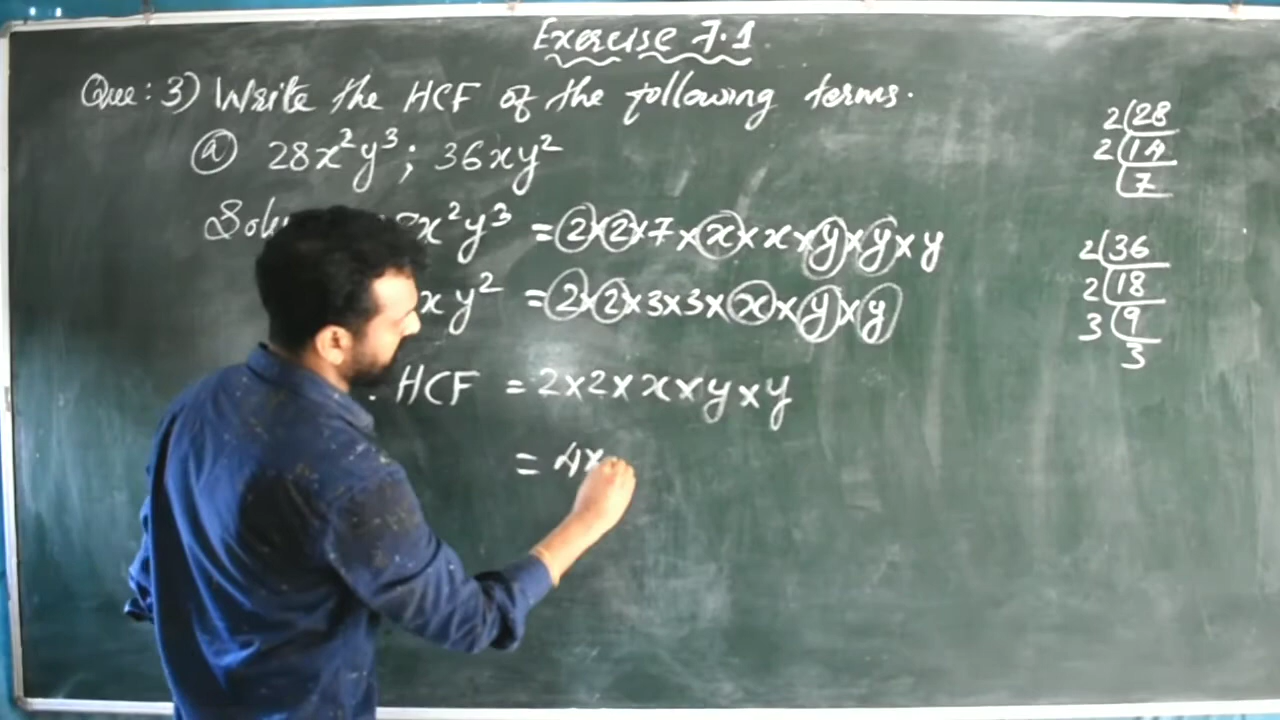 Exercise 7.1
Que: 3) Write the HCF of the following terms.
ⓐ 28x²y³; 36xy²
x²y³ = 2×2×7×x×x×y×y×y
xy² = 2×2×3×3×x×y×y
HCF = 2×2×x×y×y
= 4×
2 28
2 14
7
2 36
2 18
3 9
3